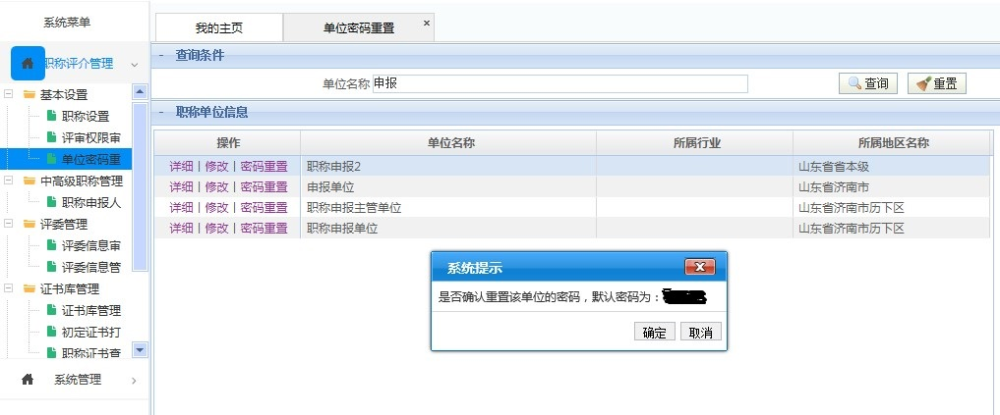 系统菜单
我的主页
单位密码重置
×
职称评介管理
- 查询条件
单位名称 申报
查询
重置
基本设置
职称设置
评审权限审
单位密码重
中高级职称管理
职称申报人
评委管理
评委信息审
评委信息管
证书库管理
证书库管理
初定证书打
职称证书查
系统管理
- 职称单位信息
操作 单位名称 所属行业 所属地区名称
详细 | 修改 | 密码重置 职称申报2 山东省省本级
详细 | 修改 | 密码重置 申报单位 山东省济南市
详细 | 修改 | 密码重置 职称申报主管单位 山东省济南市历下区
详细 | 修改 | 密码重置 职称申报单位 山东省济南市历下区
系统提示
是否确认重置该单位的密码，默认密码为：
确定
取消